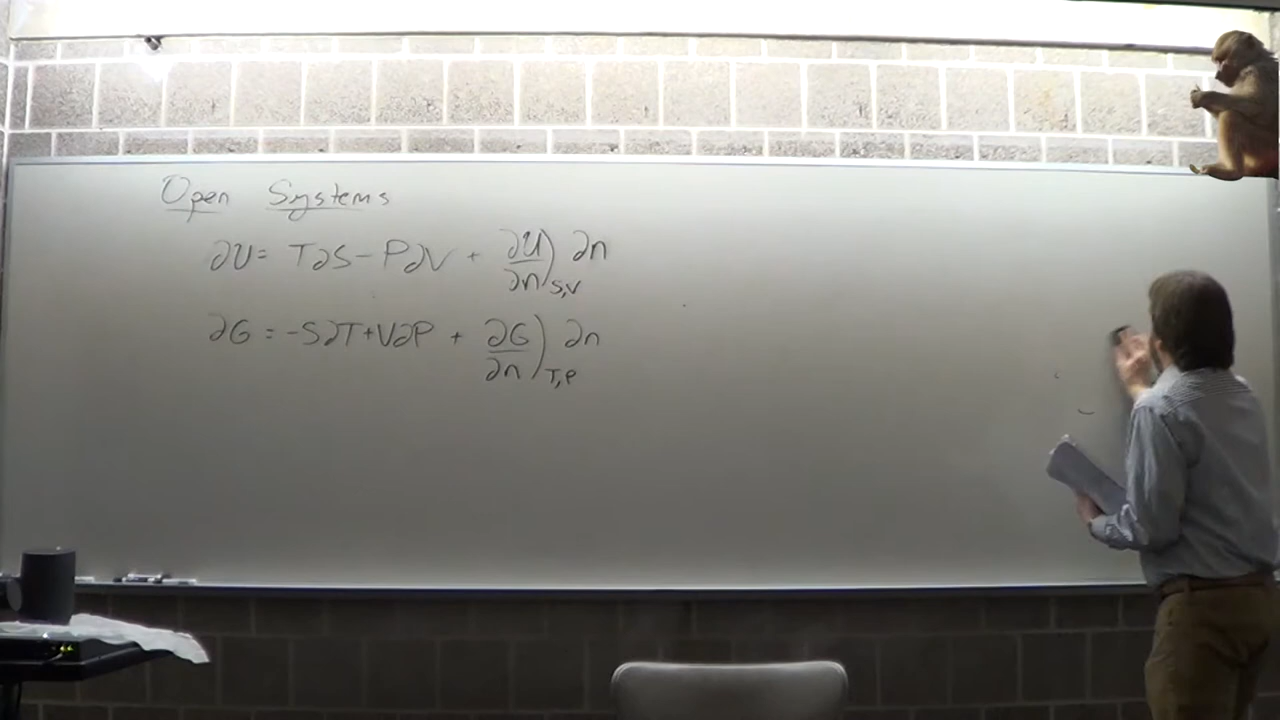 Open Systems
∂U = T∂S - P∂V + ∂U/∂n)S,V ∂n
∂G = -S∂T+V∂P + ∂G/∂n)T,P ∂n